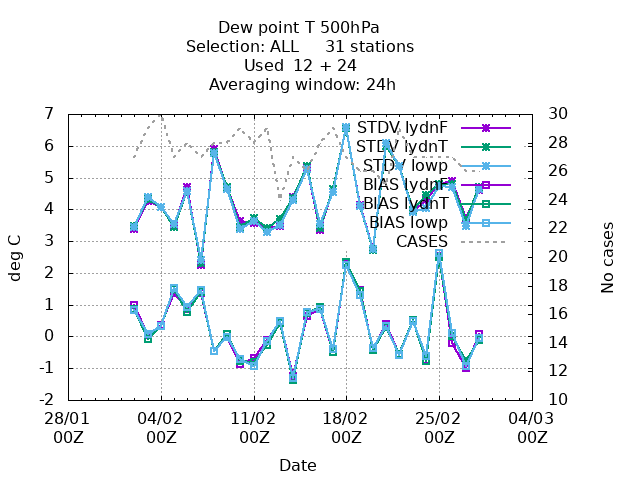 Dew point T 500hPa
Selection: ALL 31 stations
Used 12 + 24
Averaging window: 24h
7 30
STDV lydnF
6 28
STDV lydnT
STDV lowp
5 26
BIAS lydnF
4 24
BIAS lydnT
BIAS lowp
3 22
CASES
deg C
No cases
2 20
1 18
0 16
-1 14
-2 12
10
28/01 04/02 11/02 18/02 25/02 04/03
00Z 00Z 00Z 00Z 00Z 00Z
Date